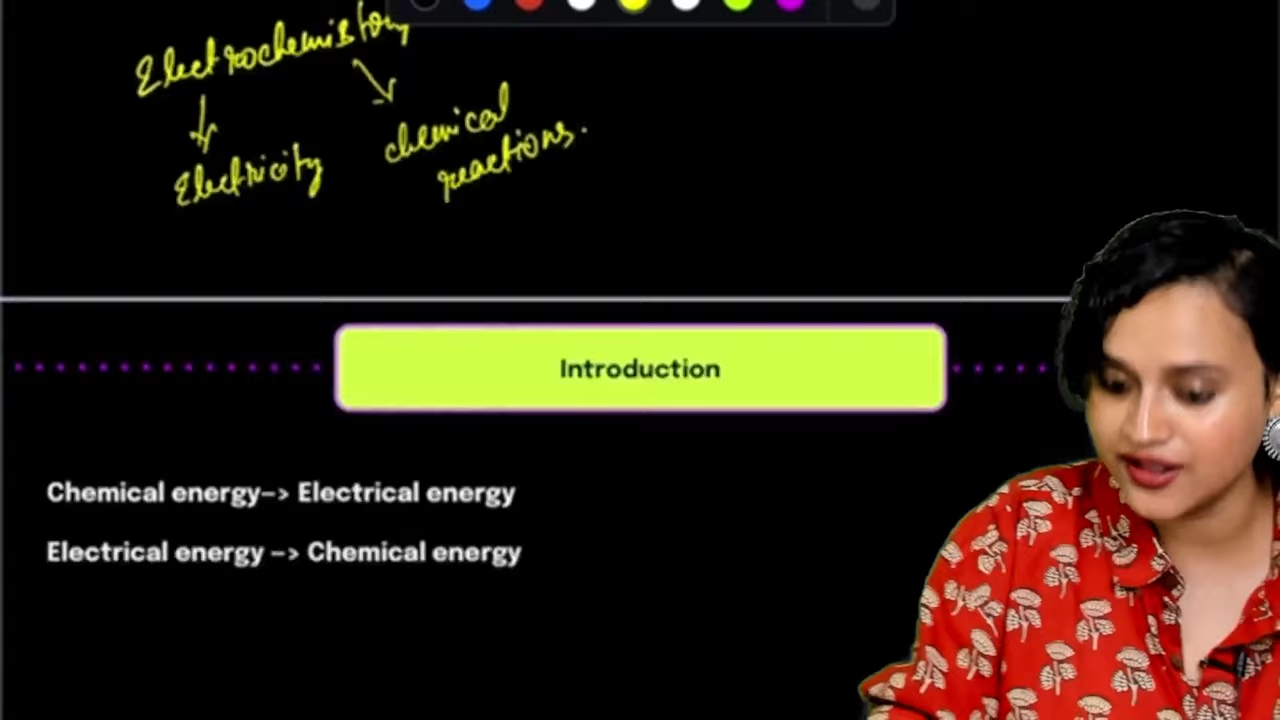 Electrochemistry
Electricity
chemical
reactions.
Introduction
Chemical energy–> Electrical energy
Electrical energy –> Chemical energy